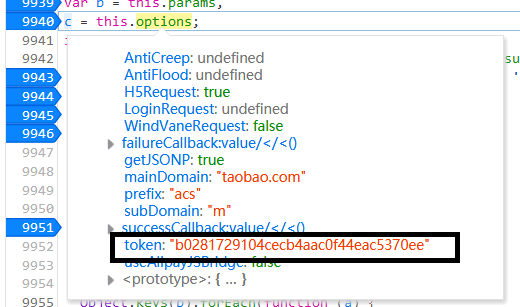 9939 var b = this.params,
9940 c = this.options;
9941 su
9942
9943 '
9944
9945
9946
9947
9948
9949
9950
9951
9952
9953
9954
9955 Object.keys(b).forEach(function (a) {
AntiCreep: undefined
AntiFlood: undefined
H5Request: true
LoginRequest: undefined
WindVaneRequest: false
failureCallback:value/</<()
getJSONP: true
mainDomain: "taobao.com"
prefix: "acs"
subDomain: "m"
successCallback:value/</<()
token: "b0281729104cecb4aac0f44eac5370ee"
useAlipayJSBridge: false
<prototype>: { … }